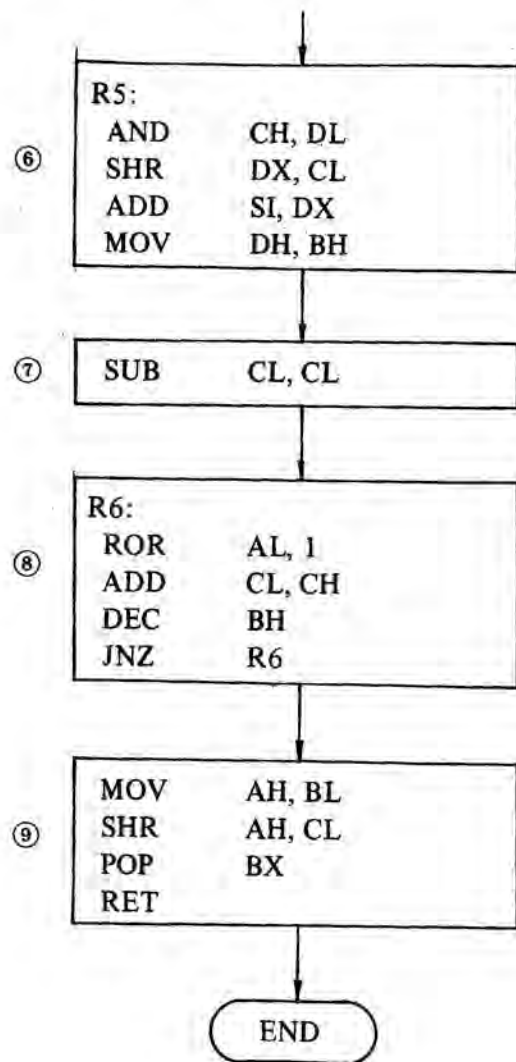 ⑥
R5:
AND CH, DL
SHR DX, CL
ADD SI, DX
MOV DH, BH
⑦
SUB CL, CL
⑧
R6:
ROR AL, 1
ADD CL, CH
DEC BH
JNZ R6
⑨
MOV AH, BL
SHR AH, CL
POP BX
RET
END